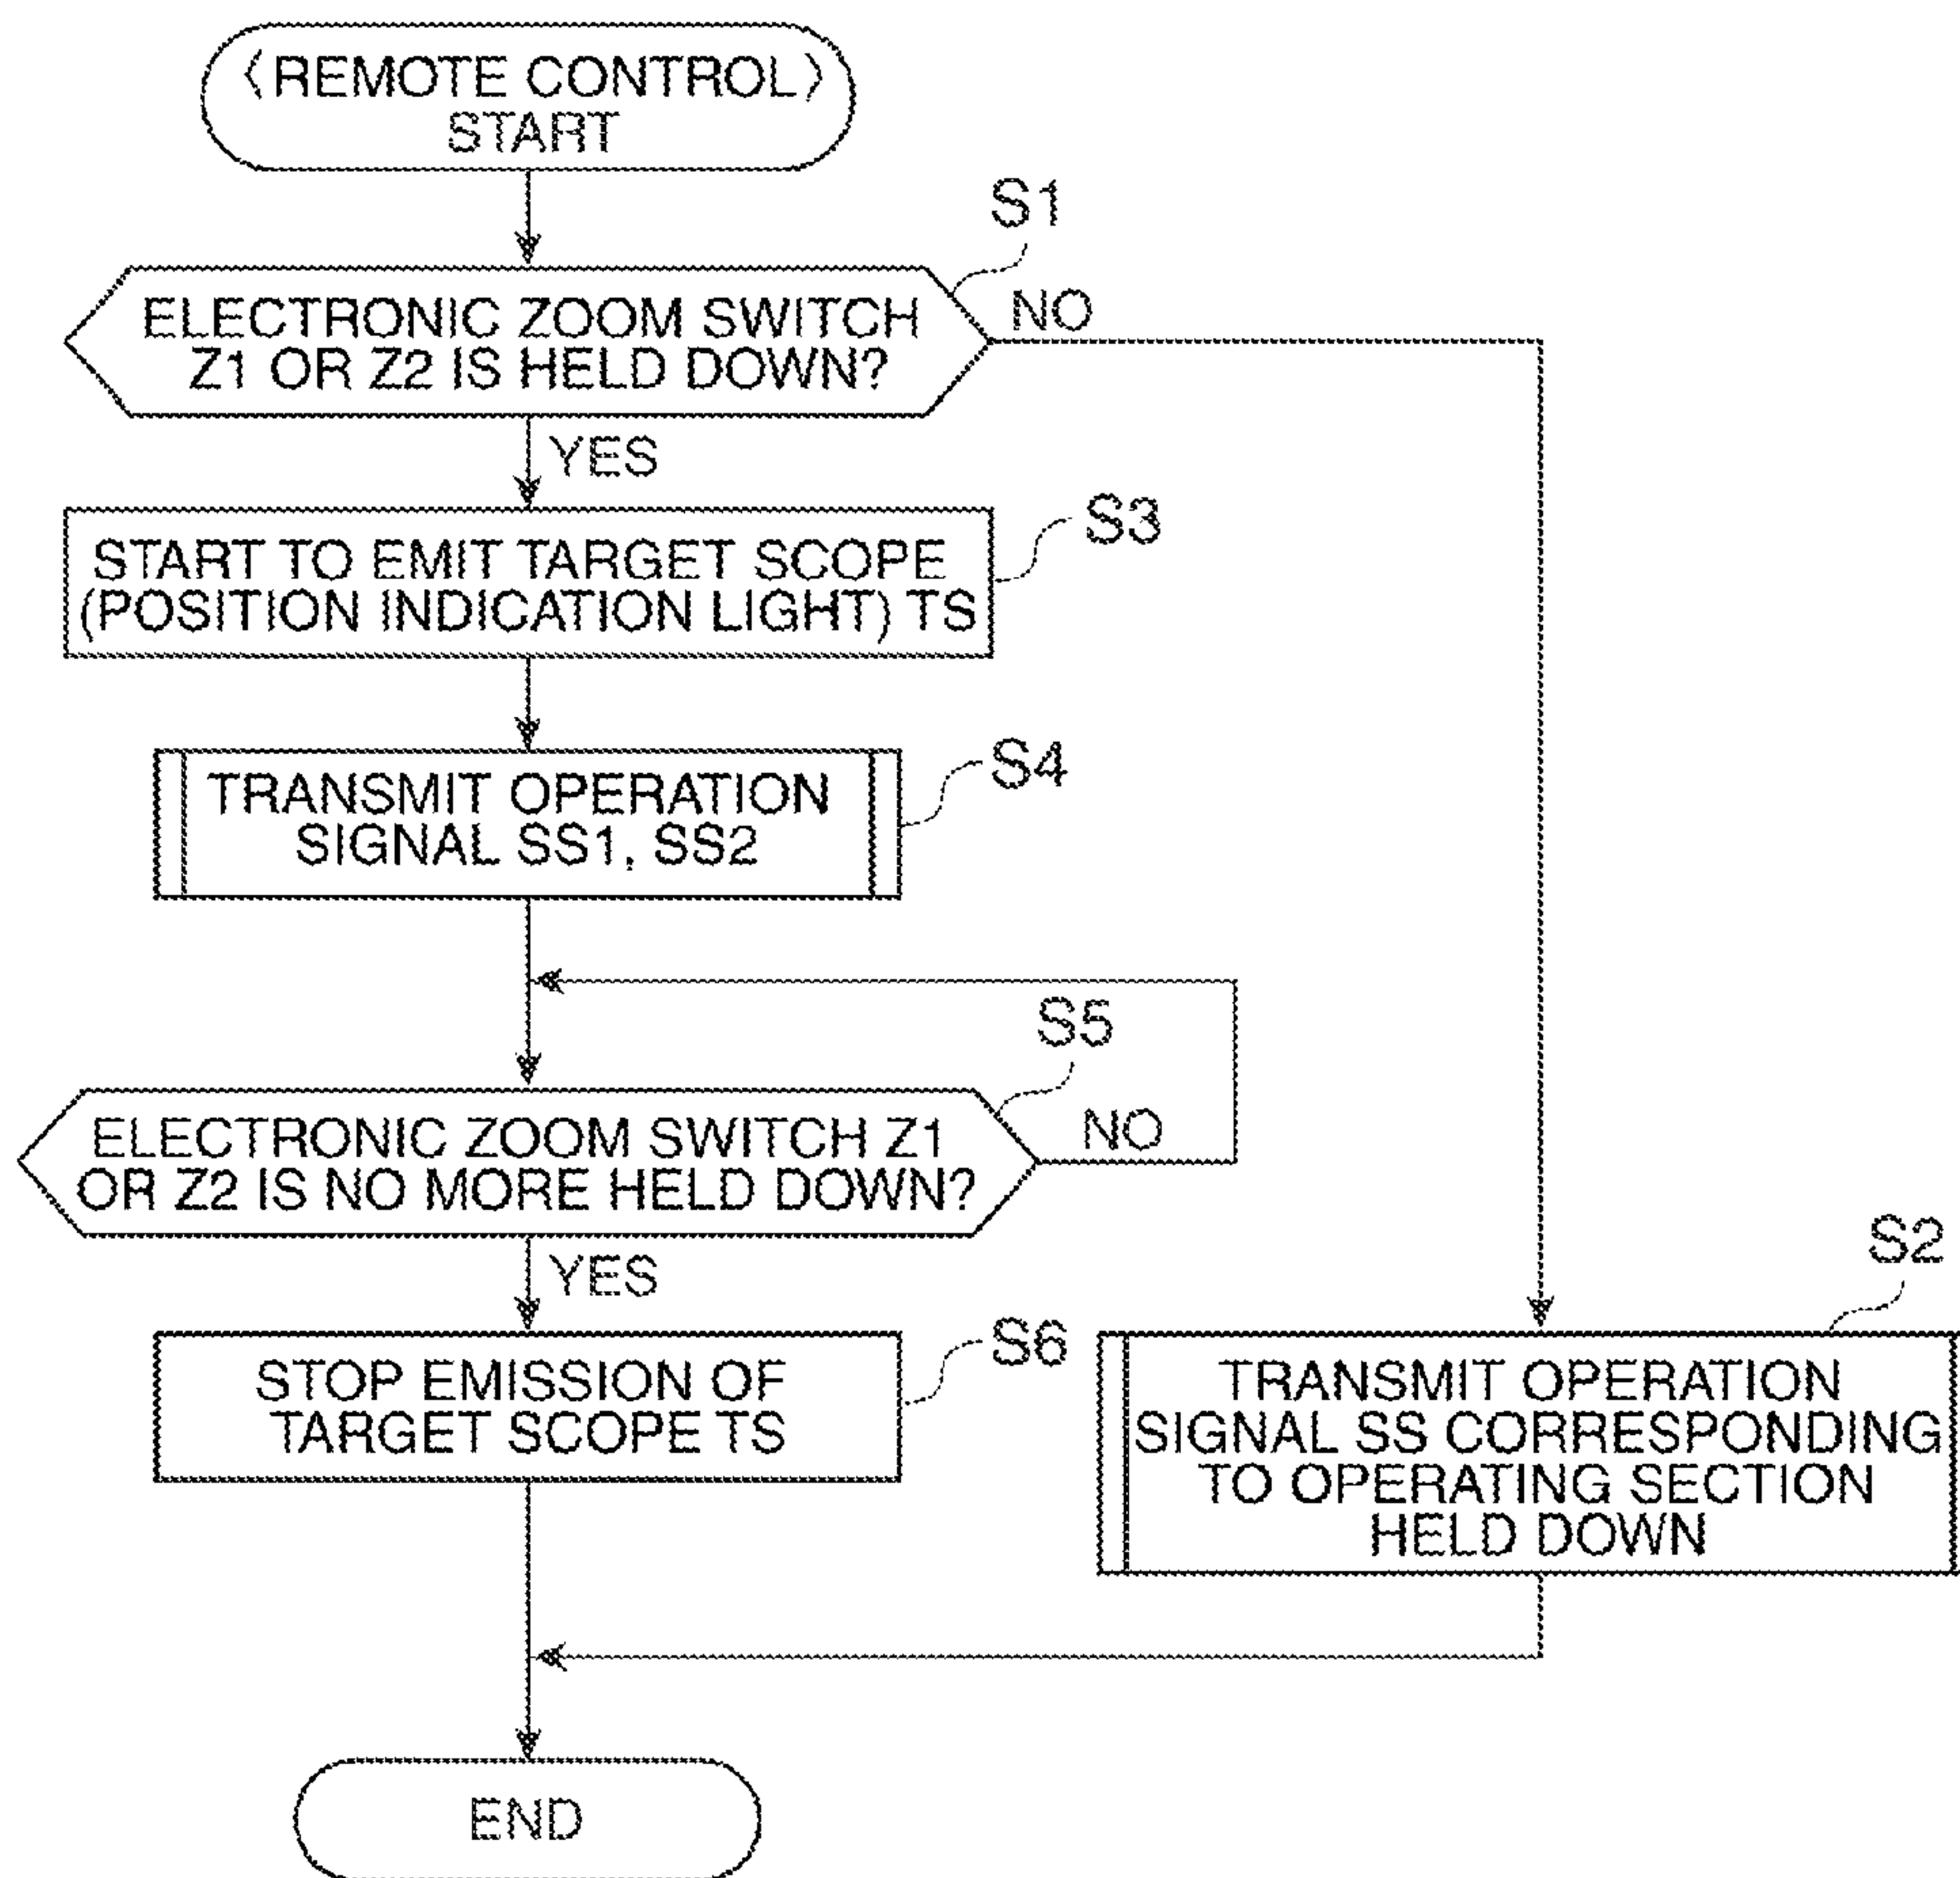 〈REMOTE CONTROL〉
START
S1
ELECTRONIC ZOOM SWITCH
Z1 OR Z2 IS HELD DOWN?
NO
YES
S3
START TO EMIT TARGET SCOPE
(POSITION INDICATION LIGHT) TS
S4
TRANSMIT OPERATION
SIGNAL SS1, SS2
S5
ELECTRONIC ZOOM SWITCH Z1
OR Z2 IS NO MORE HELD DOWN?
NO
YES
S6
STOP EMISSION OF
TARGET SCOPE TS
S2
TRANSMIT OPERATION
SIGNAL SS CORRESPONDING
TO OPERATING SECTION
HELD DOWN
END